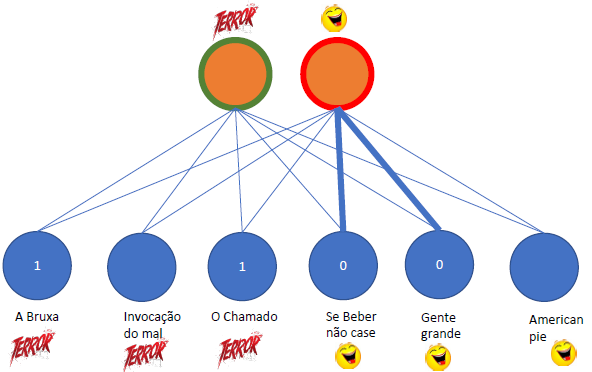 TERROR
1
1
0
0
A Bruxa
Invocação
do mal
O Chamado
Se Beber
não case
Gente
grande
American
pie
TERROR
TERROR
TERROR